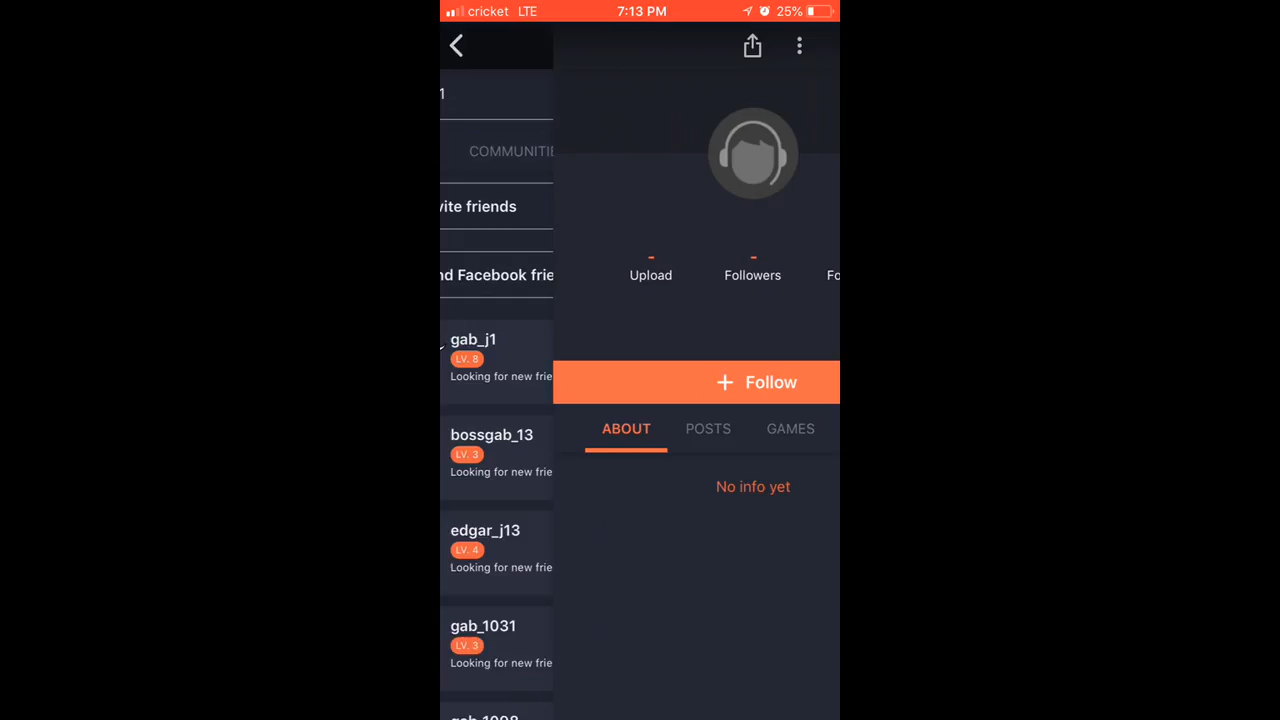 cricket LTE 7:13 PM 25%
1
COMMUNITIE
vite friends
nd Facebook frie
gab_j1
LV. 8
Looking for new frie
bossgab_13
LV. 3
Looking for new frie
edgar_j13
LV. 4
Looking for new frie
gab_1031
LV. 3
Looking for new frie
- -
Upload Followers Fo
+ Follow
ABOUT POSTS GAMES
No info yet